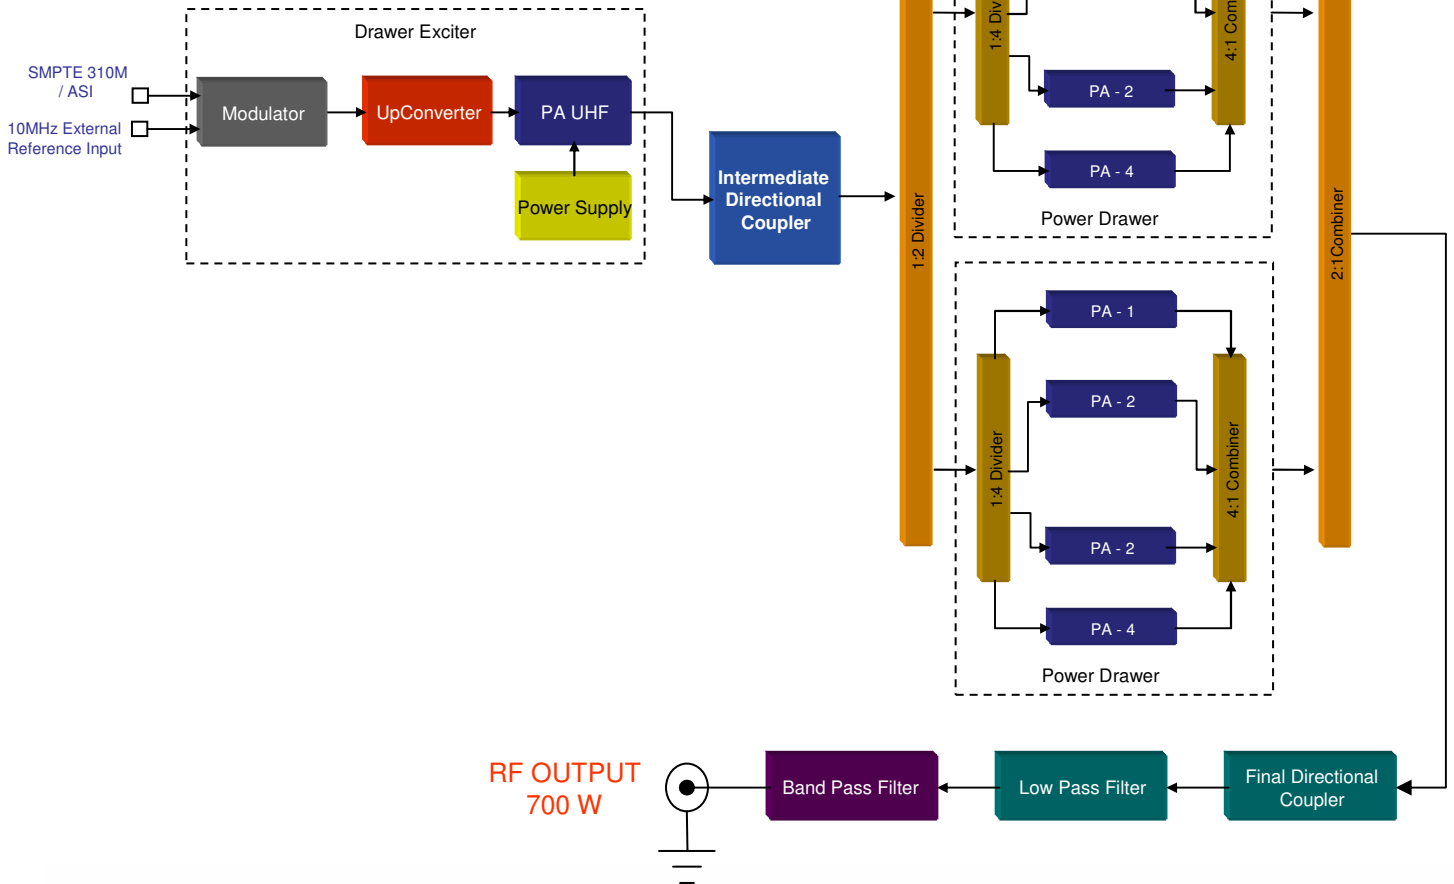 Drawer Exciter
SMPTE 310M
/ ASI
10MHz External
Reference Input
Modulator
UpConverter
PA UHF
Power Supply
Intermediate
Directional
Coupler
1:2 Divider
1:4 Div
4:1 Com
PA - 2
PA - 4
Power Drawer
2:1Combiner
PA - 1
PA - 2
1:4 Divider
4:1 Combiner
PA - 2
PA - 4
Power Drawer
RF OUTPUT
700 W
Band Pass Filter
Low Pass Filter
Final Directional
Coupler